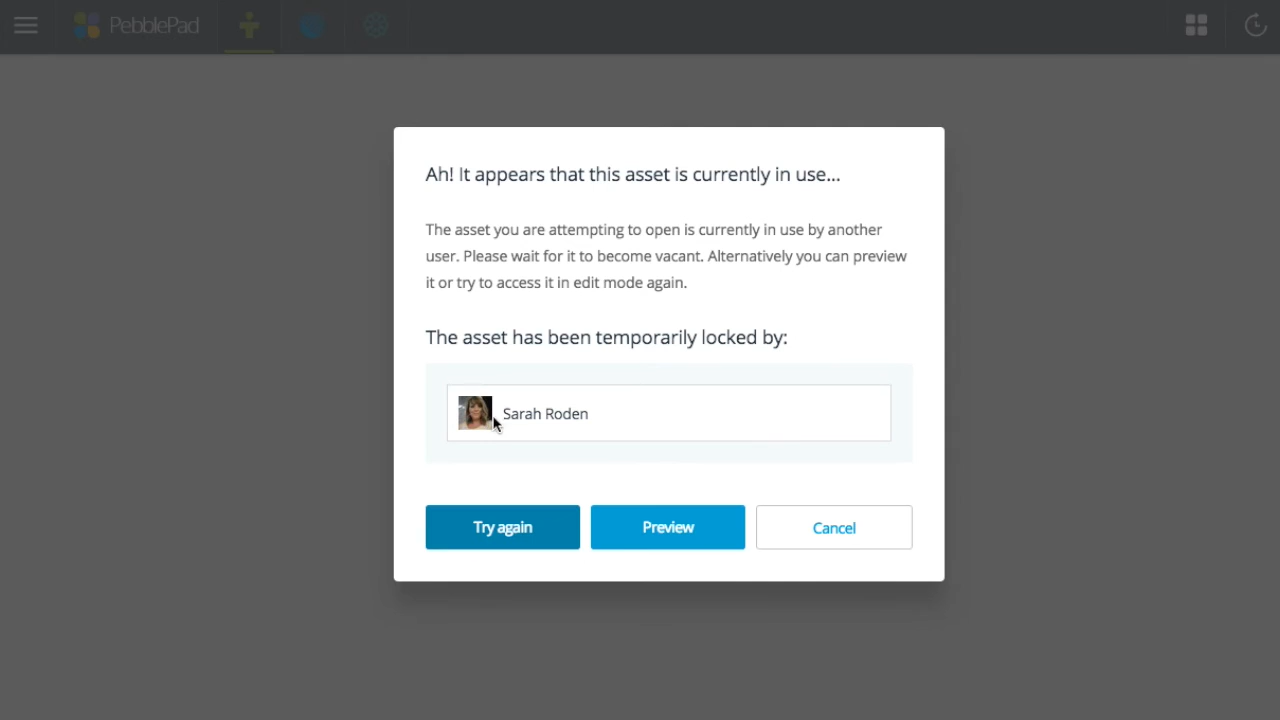 PebblePad
Ah! It appears that this asset is currently in use...
The asset you are attempting to open is currently in use by another
user. Please wait for it to become vacant. Alternatively you can preview
it or try to access it in edit mode again.
The asset has been temporarily locked by:
Sarah Roden
Try again
Preview
Cancel